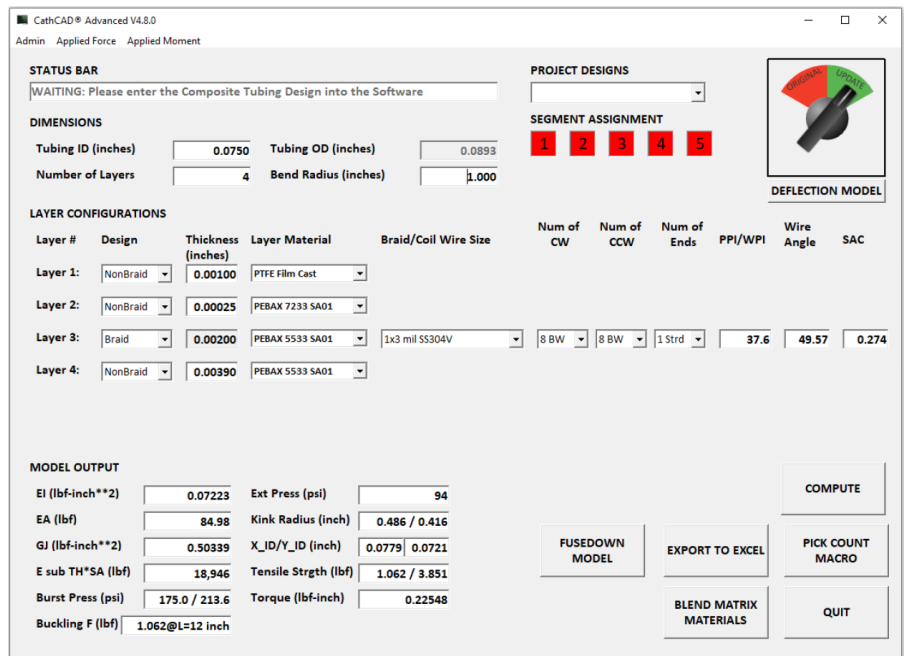 CathCAD® Advanced V4.8.0
Admin Applied Force Applied Moment
STATUS BAR
WAITING: Please enter the Composite Tubing Design into the Software
PROJECT DESIGNS
ORIGINAL UPDATE
DIMENSIONS
SEGMENT ASSIGNMENT
Tubing ID (inches) 0.0750 Tubing OD (inches) 0.0893
1 2 3 4 5
Number of Layers 4 Bend Radius (inches) 1.000
DEFLECTION MODEL
LAYER CONFIGURATIONS
Layer # Design Thickness (inches) Layer Material Braid/Coil Wire Size Num of CW Num of CCW Num of Ends PPI/WPI Wire Angle SAC
Layer 1: NonBraid 0.00100 PTFE Film Cast
Layer 2: NonBraid 0.00025 PEBAX 7233 SA01
Layer 3: Braid 0.00200 PEBAX 5533 SA01 1x3 mil SS304V 8 BW 8 BW 1 Strd 37.6 49.57 0.274
Layer 4: NonBraid 0.00390 PEBAX 5533 SA01
MODEL OUTPUT
EI (lbf-inch**2) 0.07223 Ext Press (psi) 94
COMPUTE
EA (lbf) 84.98 Kink Radius (inch) 0.486 / 0.416
GJ (lbf-inch**2) 0.50339 X_ID/Y_ID (inch) 0.0779 0.0721
FUSEDOWN MODEL
EXPORT TO EXCEL
PICK COUNT MACRO
E sub TH*SA (lbf) 18,946 Tensile Strgth (lbf) 1.062 / 3.851
Burst Press (psi) 175.0 / 213.6 Torque (lbf-inch) 0.22548
BLEND MATRIX MATERIALS
QUIT
Buckling F (lbf) 1.062@L=12 inch